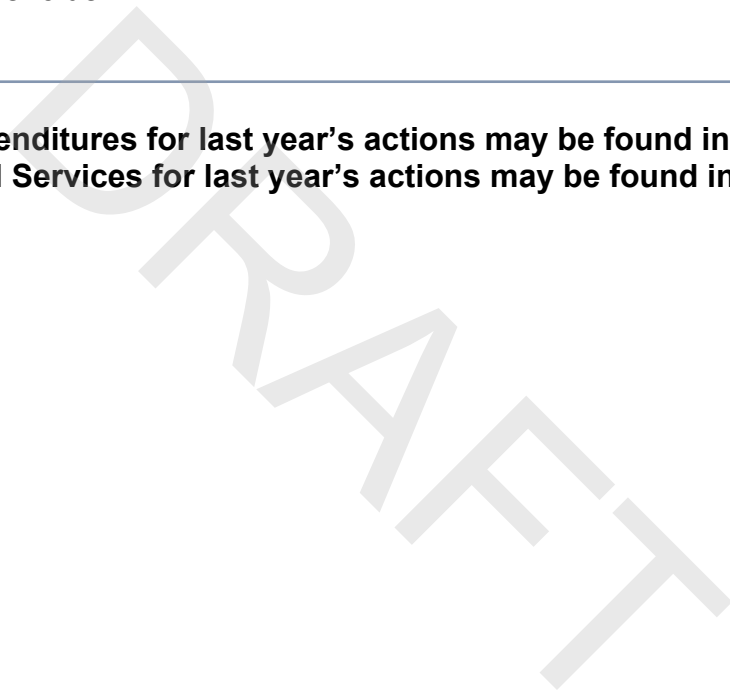 enditures for last year’s actions may be found in
Services for last year’s actions may be found in
DRAFT